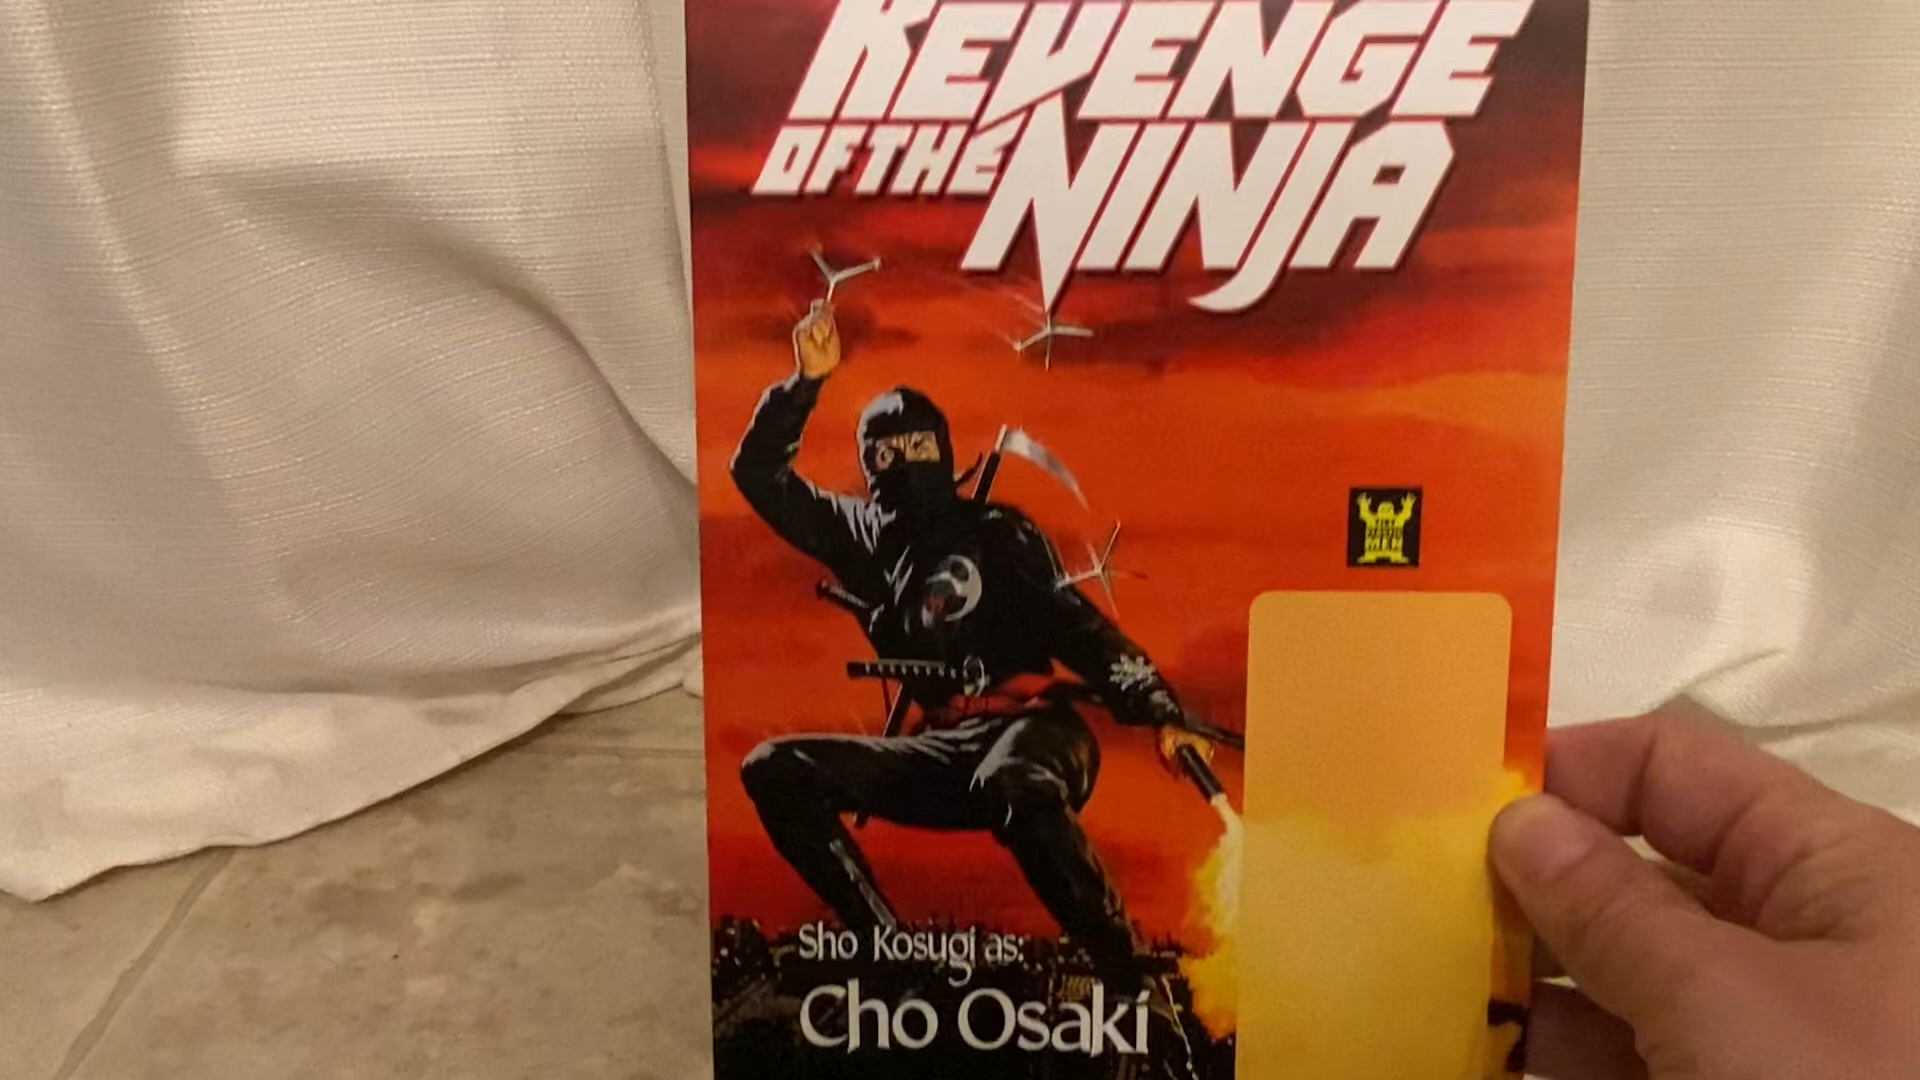 REVENGE
OF THE NINJA
Sho Kosugi as:
Cho Osaki